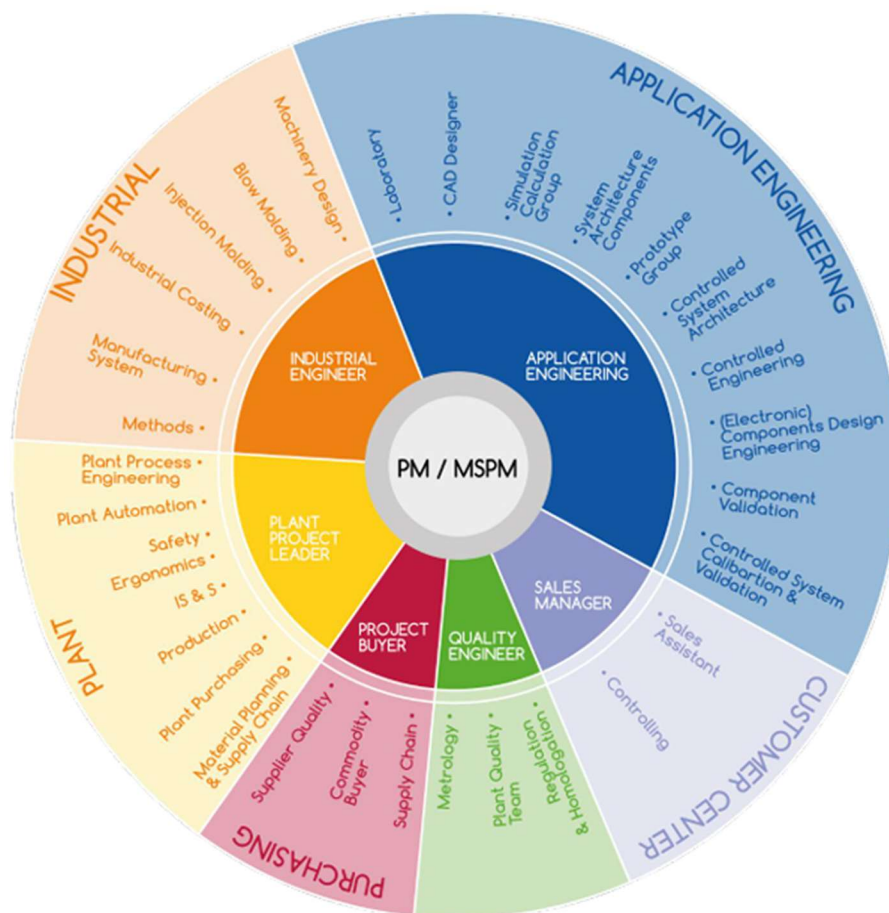 PM / MSPM
APPLICATION ENGINEERING
APPLICATION
ENGINEERING
• Laboratory
• CAD Designer
• Simulation
Calculation
Group
• System
Architecture
Components
• Prototype
Group
• Controlled
System
Architecture
• Controlled
Engineering
• (Electronic)
Components Design
Engineering
• Component
Validation
• Controlled System
Calibartion &
Validation
CUSTOMER CENTER
SALES
MANAGER
• Sales
Assistant
• Controlling
QUALITY
ENGINEER
Metrology •
Plant Quality •
Team
Regulation •
& Homologation
PURCHASING
PROJECT
BUYER
Supplier Quality •
Commodity •
Buyer
Supply Chain •
PLANT
PLANT
PROJECT
LEADER
Plant Process •
Engineering
Plant Automation •
Safety •
Ergonomics •
IS & S •
Production •
Plant Purchasing •
Material Planning •
& Supply Chain
INDUSTRIAL
INDUSTRIAL
ENGINEER
Machinery Design •
Blow Molding •
Injection Molding •
Industrial Costing •
Manufacturing •
System
Methods •